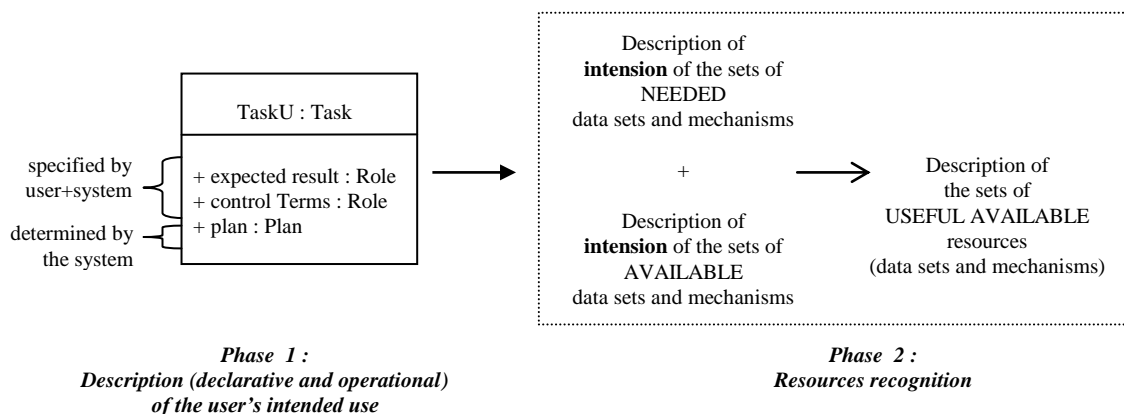 TaskU : Task
specified by
user+system
+ expected result : Role
+ control Terms : Role
+ plan : Plan
determined by
the system
Description of
intension of the sets of
NEEDED
data sets and mechanisms
+
Description of
intension of the sets of
AVAILABLE
data sets and mechanisms
Description of
the sets of
USEFUL AVAILABLE
resources
(data sets and mechanisms)
Phase 1 :
Description (declarative and operational)
of the user's intended use
Phase 2 :
Resources recognition